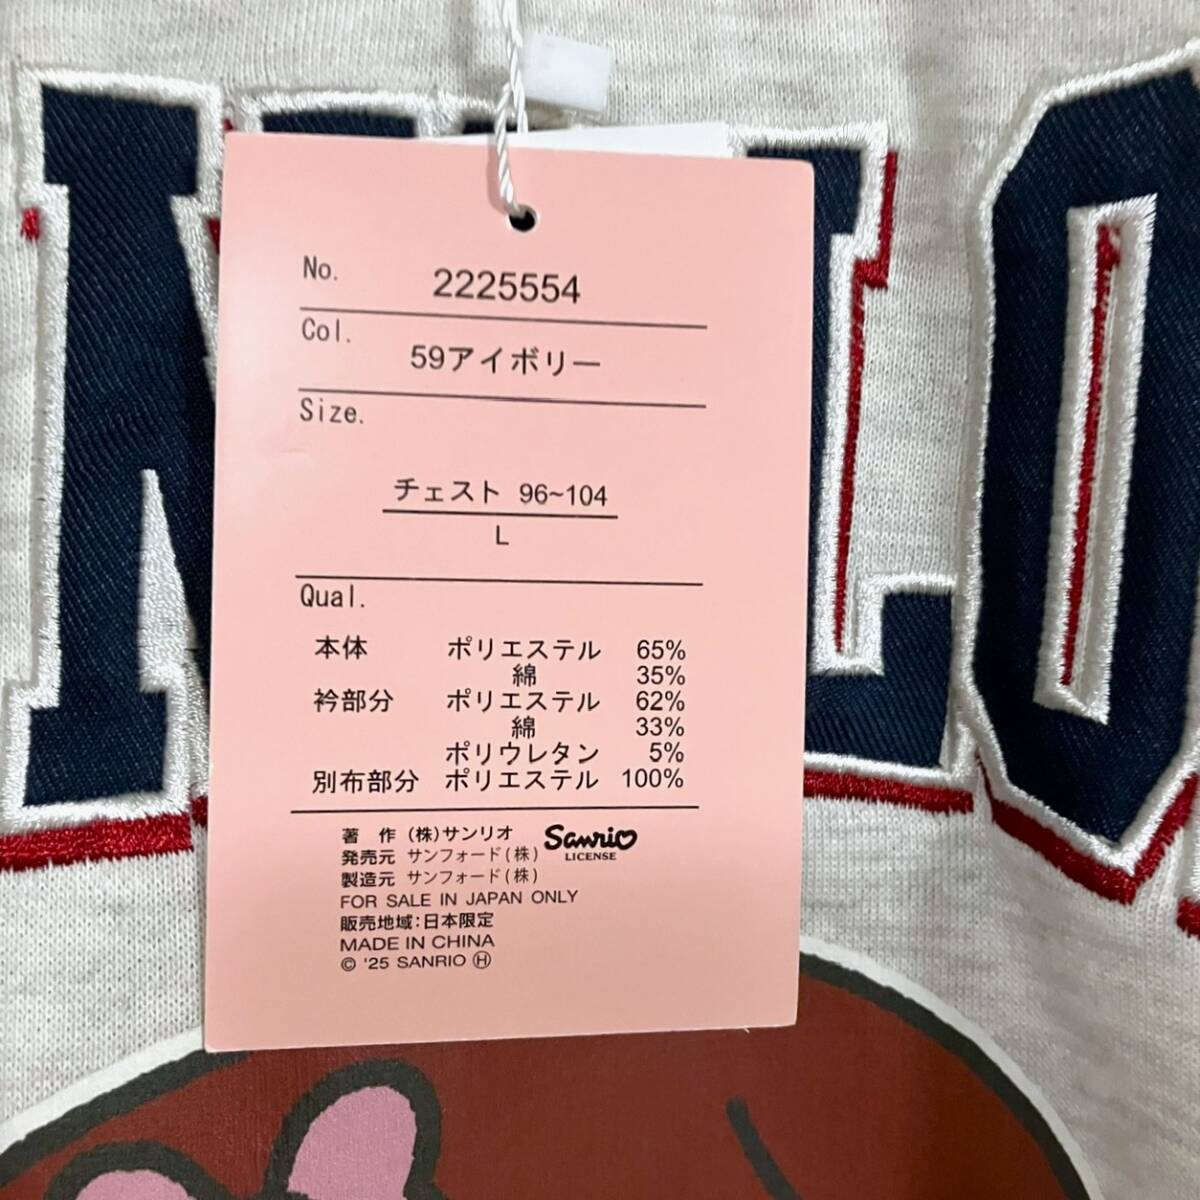 No. 2225554
Col. 59アイボリー
Size.
チェスト 96~104
L
Qual.
本体 ポリエステル 65%
綿 35%
衿部分 ポリエステル 62%
綿 33%
ポリウレタン 5%
別布部分 ポリエステル 100%
著 作 (株)サンリオ
Sanrio
LICENSE
発売元 サンフォード(株)
製造元 サンフォード(株)
FOR SALE IN JAPAN ONLY
販売地域:日本限定
MADE IN CHINA
© '25 SANRIO Ⓗ